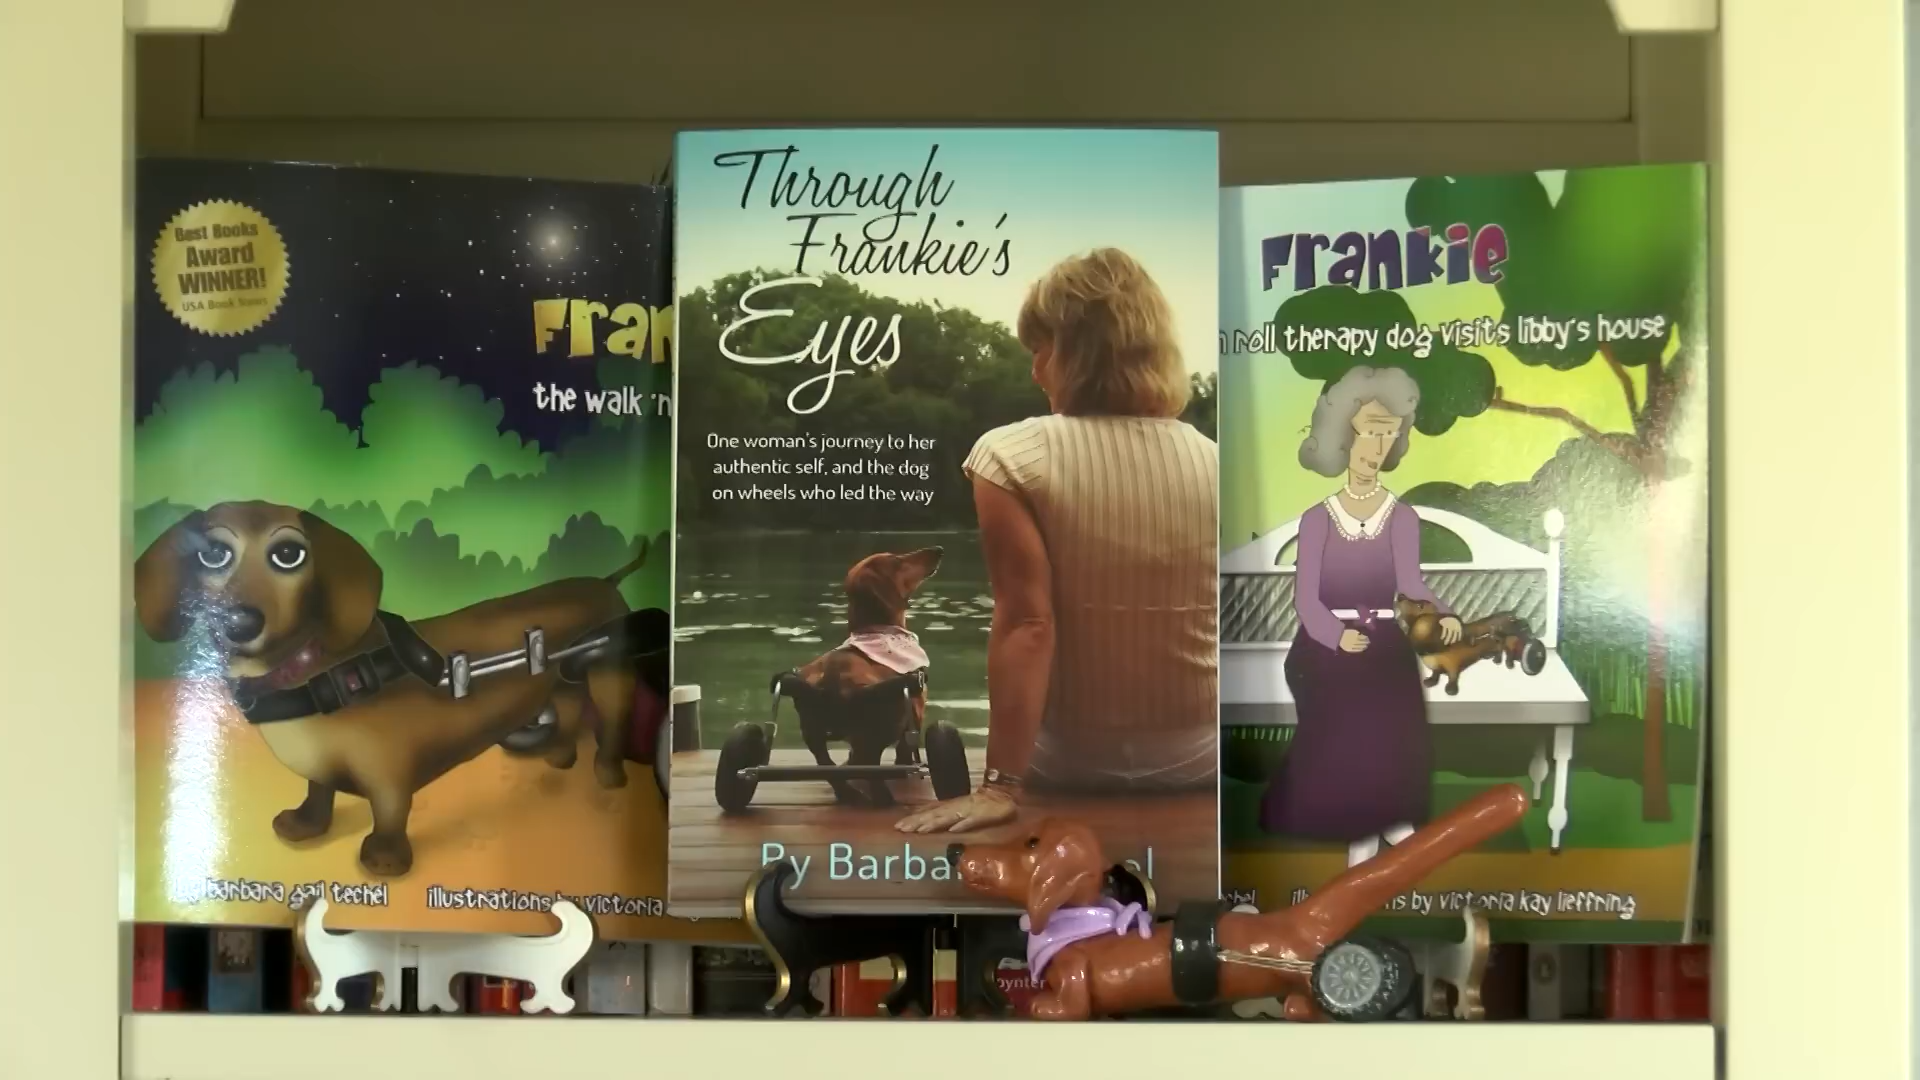 Best Books
Award
WINNER!
USA Book News
Fran
the walk 'n
barbara gail techel illustrations by victoria
Through
Frankie's
Eyes
One woman's journey to her
authentic self, and the dog
on wheels who led the way
By Barba
Frankie
n roll therapy dog visits libby's house
by victoria kay lieffring
oynter